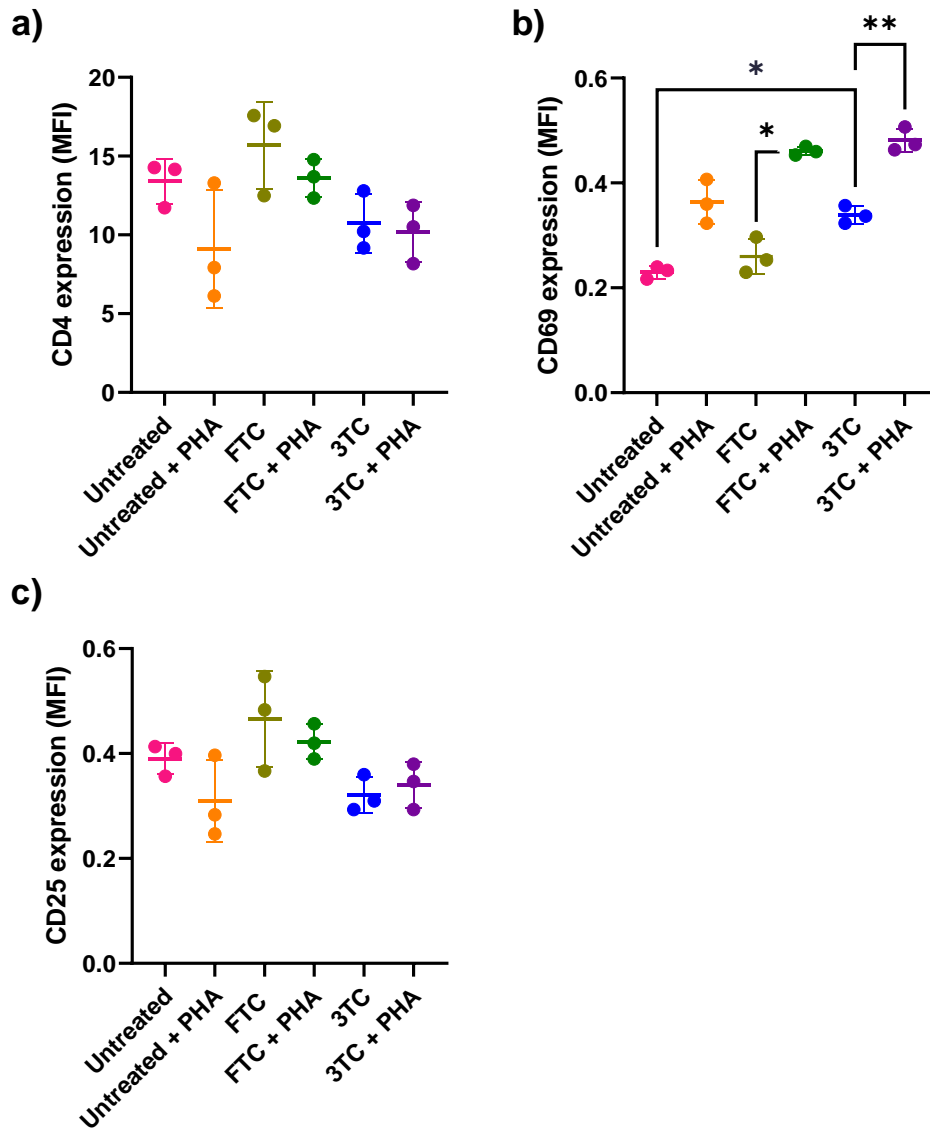 a)
CD4 expression (MFI)
20
15
10
5
0
Untreated
Untreated + PHA
FTC
FTC + PHA
3TC
3TC + PHA
b)
CD69 expression (MFI)
0.6
0.4
0.2
0.0
*
*
**
Untreated
Untreated + PHA
FTC
FTC + PHA
3TC
3TC + PHA
c)
CD25 expression (MFI)
0.6
0.4
0.2
0.0
Untreated
Untreated + PHA
FTC
FTC + PHA
3TC
3TC + PHA